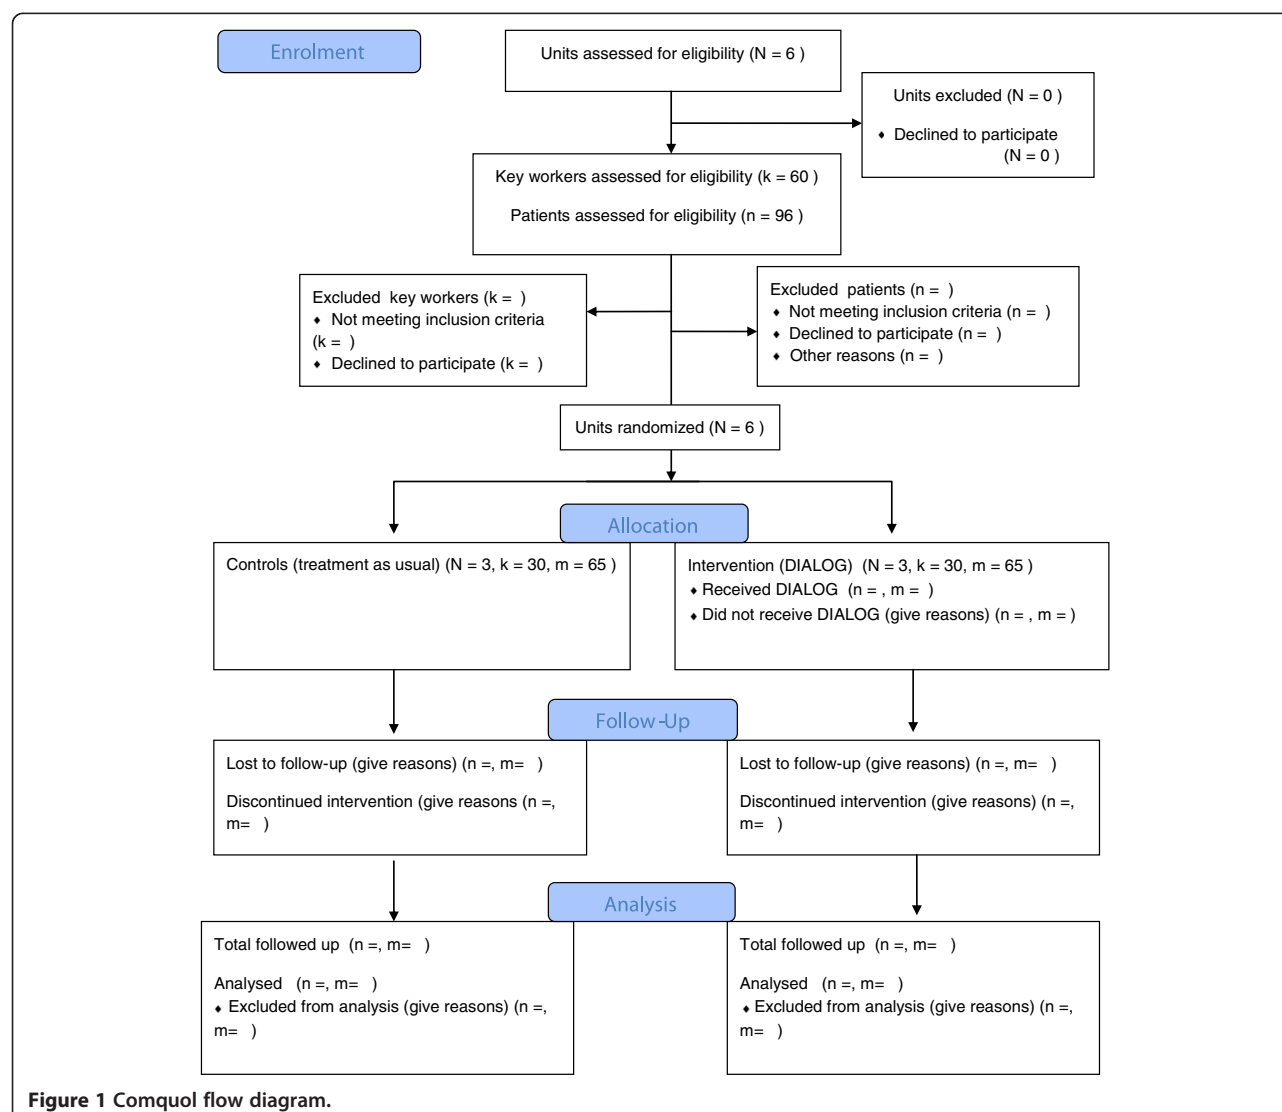 Enrolment
Units assessed for eligibility (N = 6 )
Units excluded (N = 0 )
♦ Declined to participate
(N = 0 )
Key workers assessed for eligibility (k = 60 )
Patients assessed for eligibility (n = 96 )
Excluded key workers (k = )
♦ Not meeting inclusion criteria
(k = )
♦ Declined to participate (k = )
Excluded patients (n = )
♦ Not meeting inclusion criteria (n = )
♦ Declined to participate (n = )
♦ Other reasons (n = )
Units randomized (N = 6 )
Allocation
Controls (treatment as usual) (N = 3, k = 30, m = 65 )
Intervention (DIALOG) (N = 3, k = 30, m = 65 )
♦ Received DIALOG (n = , m = )
♦ Did not receive DIALOG (give reasons) (n = , m = )
Follow-Up
Lost to follow-up (give reasons) (n =, m= )
Discontinued intervention (give reasons (n =,
m= )
Lost to follow-up (give reasons) (n =, m= )
Discontinued intervention (give reasons) (n =,
m= )
Analysis
Total followed up (n =, m= )
Analysed (n =, m= )
♦ Excluded from analysis (give reasons) (n =,
m= )
Total followed up (n =, m= )
Analysed (n =, m= )
♦ Excluded from analysis (give reasons) (n =,
m= )
Figure 1 Comquol flow diagram.